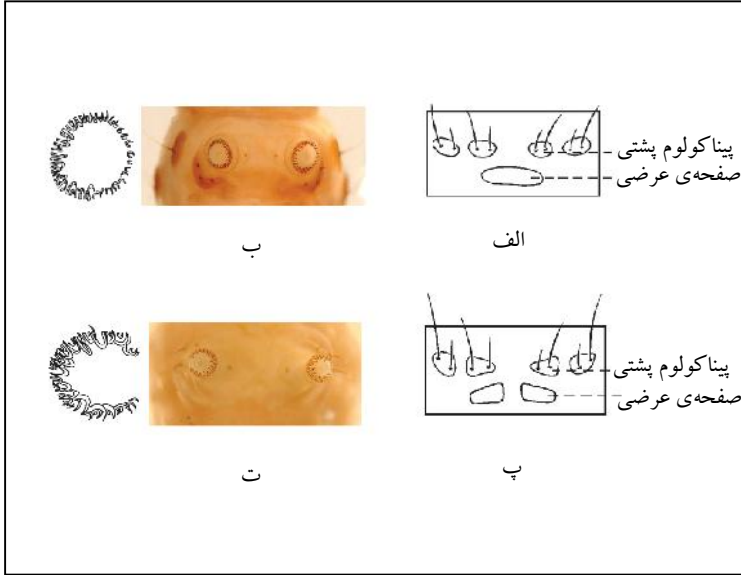 پیناکولوم پشتی
صفحه‌ی عرضی
الف
ب
پیناکولوم پشتی
صفحه‌ی عرضی
پ
ت